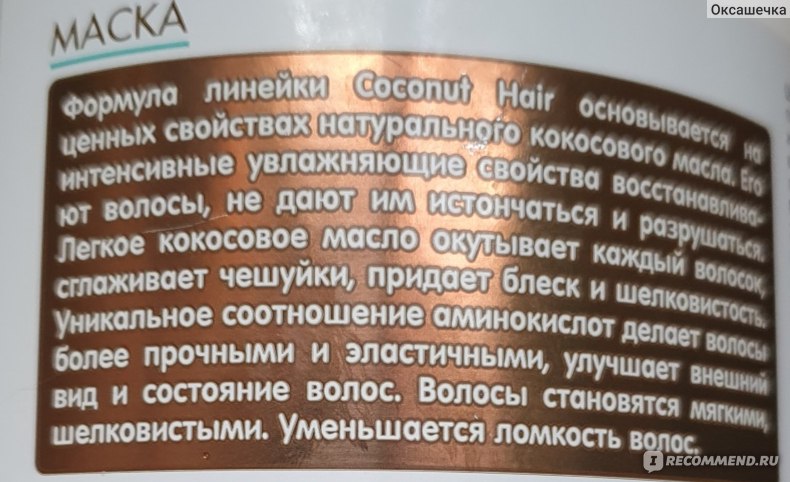 Оксашечка
МАСКА
Формула линейки Coconut Hair основывается на
ценных свойствах натурального кокосового масла. Его
интенсивные увлажняющие свойства восстанавлива-
ют волосы, не дают им истончаться и разрушаться.
Легкое кокосовое масло окутывает каждый волосок,
сглаживает чешуйки, придает блеск и шелковистость.
Уникальное соотношение аминокислот делает волосы
более прочными и эластичными, улучшает внешний
вид и состояние волос. Волосы становятся мягкими,
шелковистыми. Уменьшается ломкость волос.
IRECOMMEND.RU